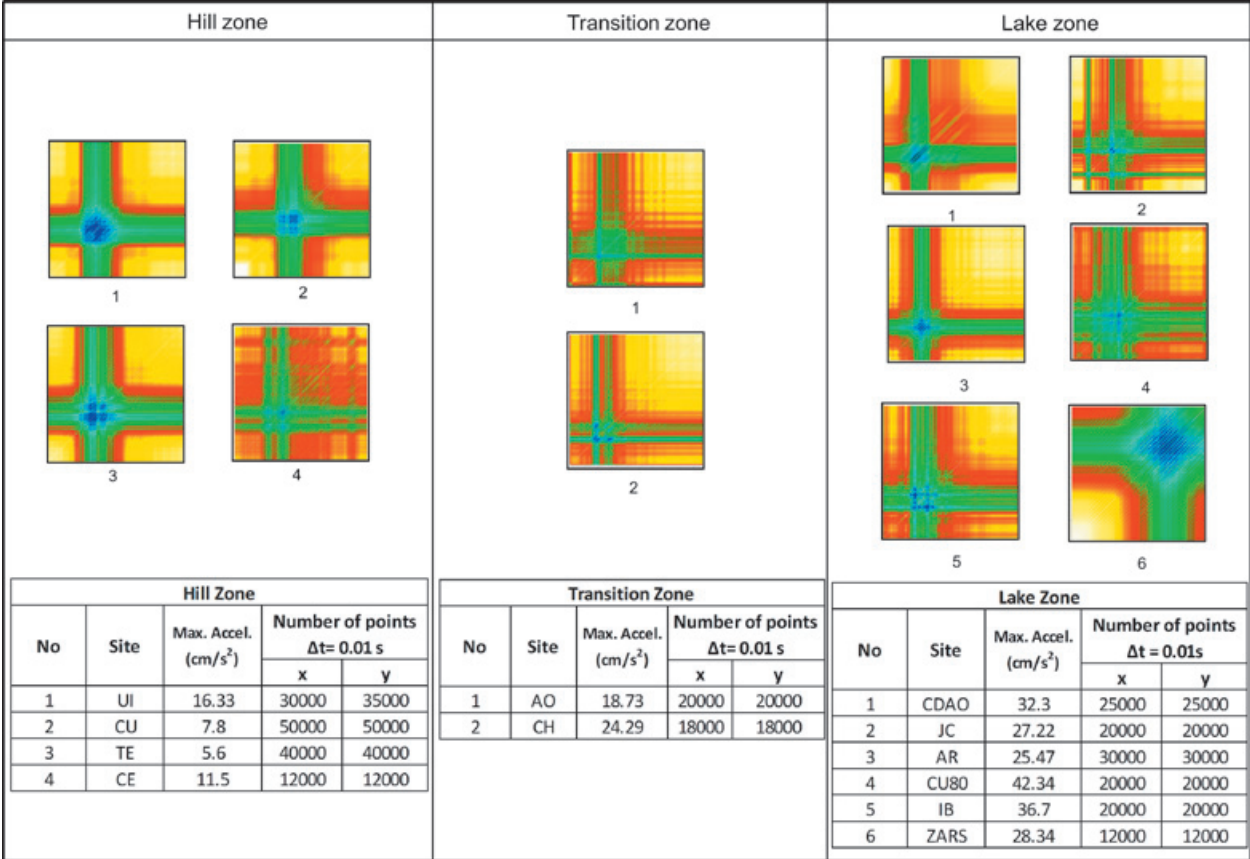 Hill zone
Transition zone
Lake zone
1
2
3
4
1
2
1
2
3
4
5
6
Hill Zone
No Site Max. Accel. (cm/s²) Number of points Δt= 0.01 s
x y
1 UI 16.33 30000 35000
2 CU 7.8 50000 50000
3 TE 5.6 40000 40000
4 CE 11.5 12000 12000
Transition Zone
No Site Max. Accel. (cm/s²) Number of points Δt= 0.01 s
x y
1 AO 18.73 20000 20000
2 CH 24.29 18000 18000
Lake Zone
No Site Max. Accel. (cm/s²) Number of points Δt = 0.01s
x y
1 CDAO 32.3 25000 25000
2 JC 27.22 20000 20000
3 AR 25.47 30000 30000
4 CU80 42.34 20000 20000
5 IB 36.7 20000 20000
6 ZARS 28.34 12000 12000